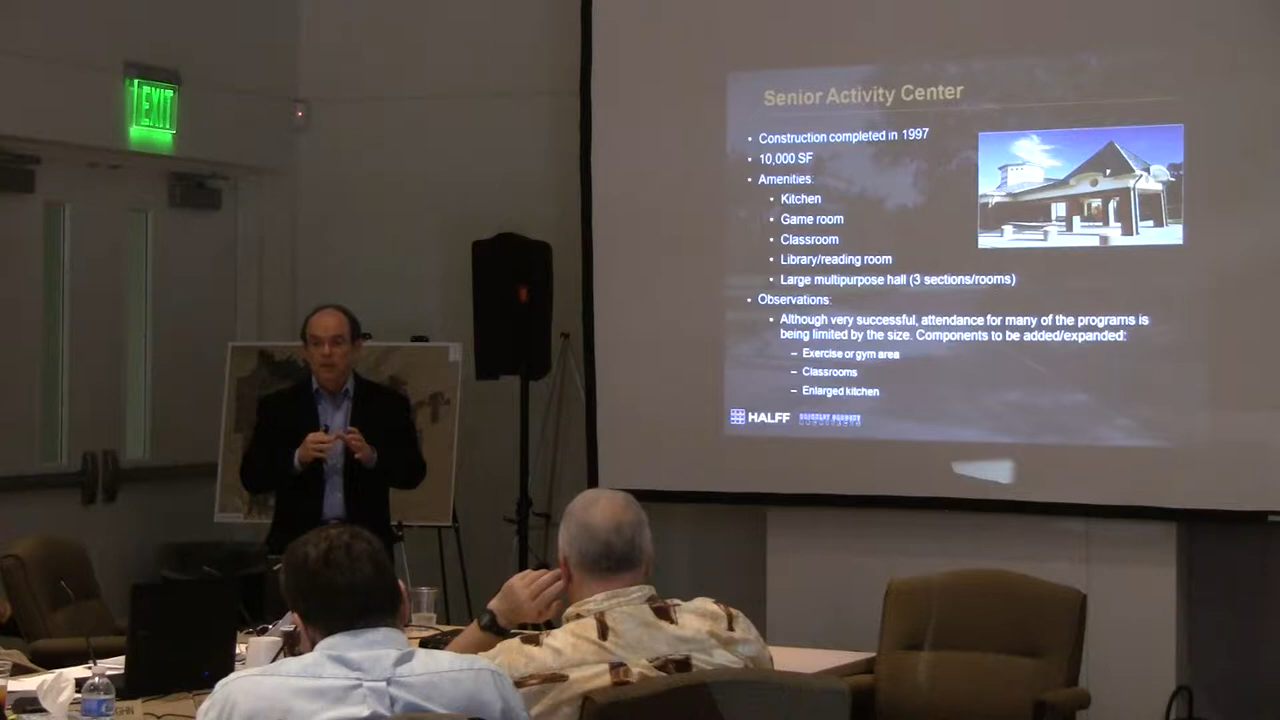 EXIT
Senior Activity Center
• Construction completed in 1997
• 10,000 SF
• Amenities:
• Kitchen
• Game room
• Classroom
• Library/reading room
• Large multipurpose hall (3 sections/rooms)
• Observations:
• Although very successful, attendance for many of the programs is
being limited by the size. Components to be added/expanded:
– Exercise or gym area
– Classrooms
– Enlarged kitchen
HALFF